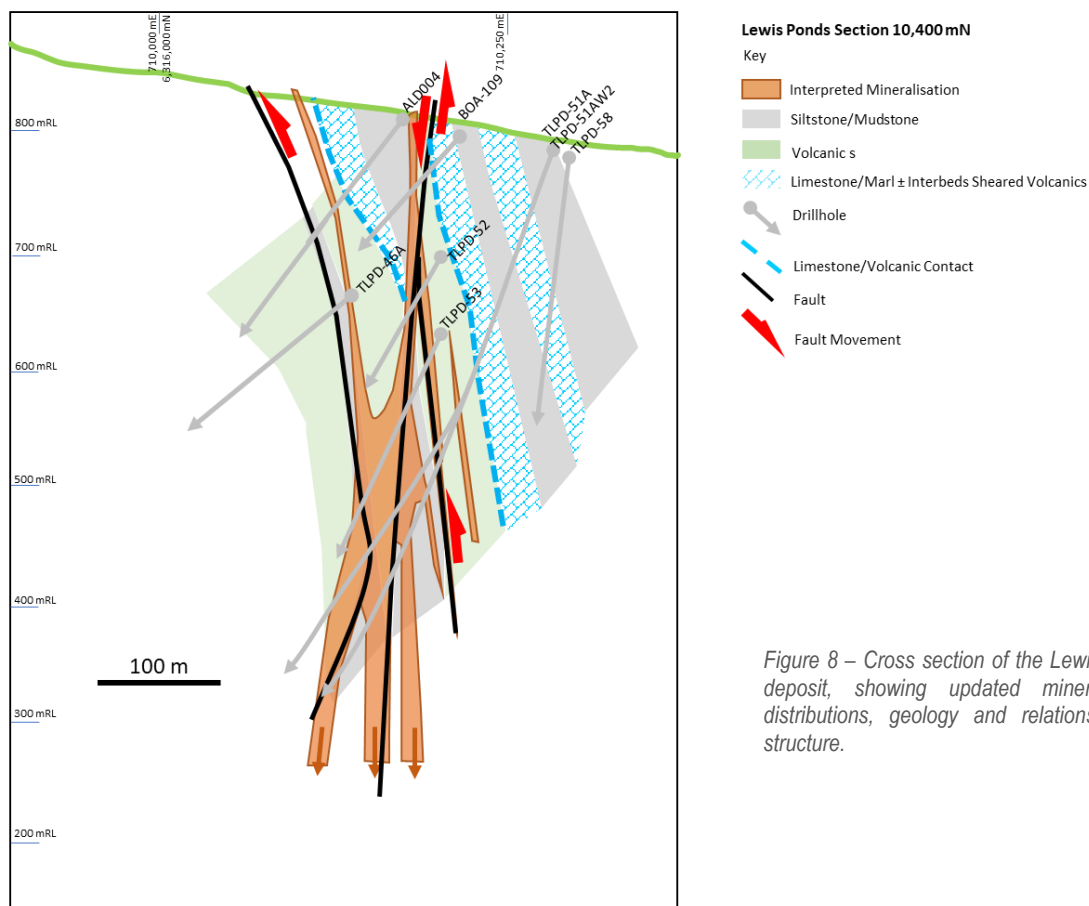 710,000 mE
6,316,000mN
710,250 mE
800 mRL
700 mRL
600 mRL
500 mRL
400 mRL
300 mRL
200 mRL
ALD004
BOA-109
TLPD-51A
TLPD-51AW2
TLPD-58
TLPD-46A
TLPD-52
TLPD-53
100 m
Lewis Ponds Section 10,400 mN
Key
Interpreted Mineralisation
Siltstone/Mudstone
Volcanic s
Limestone/Marl ± Interbeds Sheared Volcanics
Drillhole
Limestone/Volcanic Contact
Fault
Fault Movement
Figure 8 – Cross section of the Lewi
deposit, showing updated miner
distributions, geology and relations
structure.